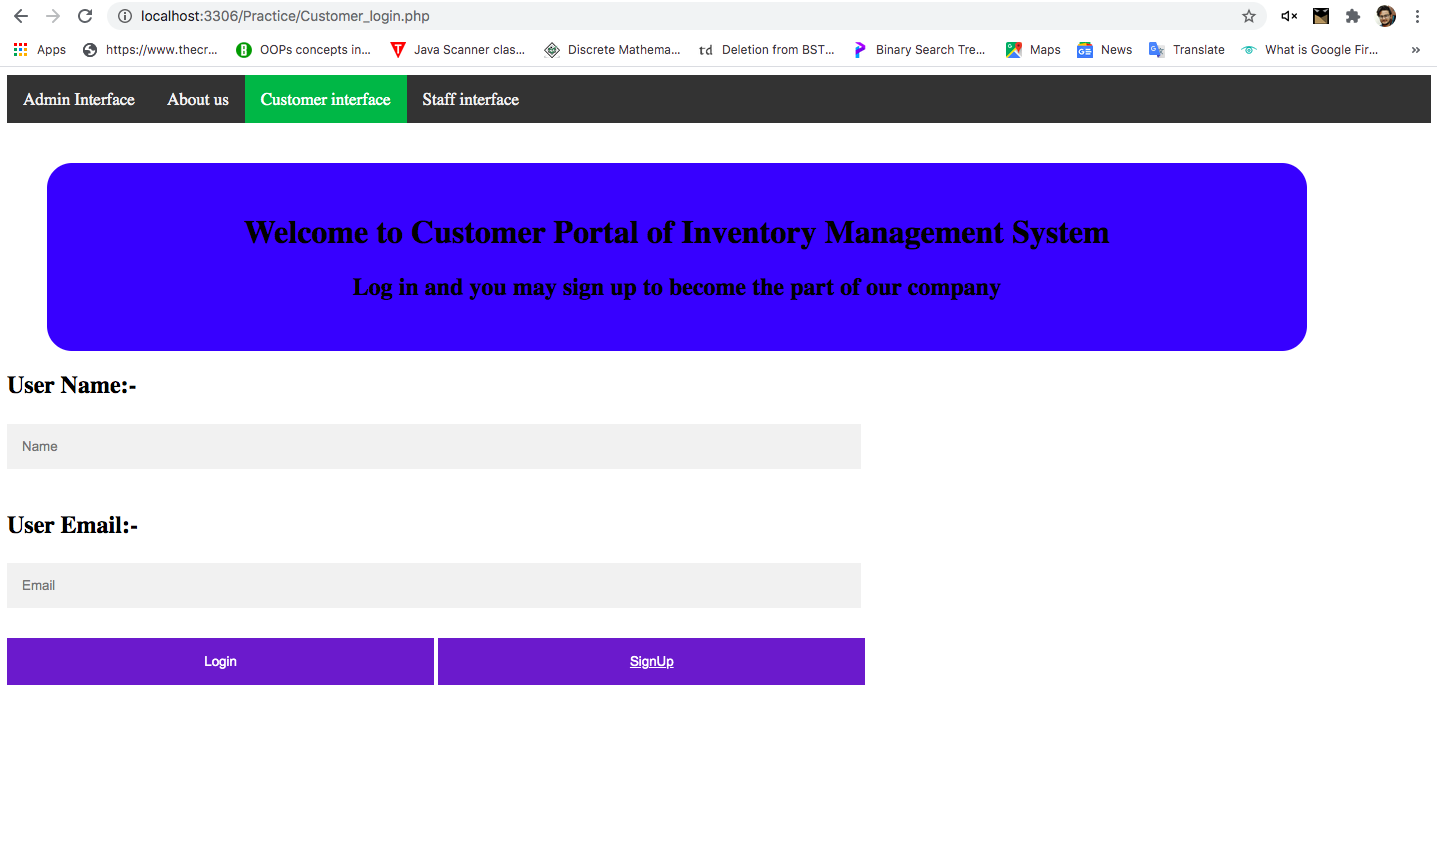 localhost:3306/Practice/Customer_login.php
Apps https://www.thecr... OOPs concepts in... Java Scanner clas... Discrete Mathema... td Deletion from BST... Binary Search Tre... Maps GE News Translate What is Google Fir... »
Admin Interface About us Customer interface Staff interface
Welcome to Customer Portal of Inventory Management System
Log in and you may sign up to become the part of our company
User Name:-
Name
User Email:-
Email
Login SignUp